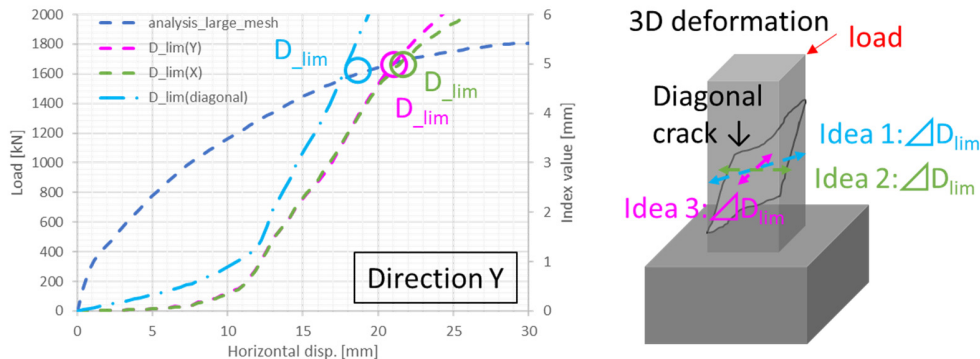 analysis_large_mesh
D_lim(Y)
D_lim(X)
D_lim(diagonal)
D_lim
D_lim
D_lim
Direction Y
2000
1800
1600
1400
1200
1000
800
600
400
200
0
Load [kN]
0
5
10
15
20
25
30
Horizontal disp. [mm]
6
5
4
3
2
1
0
Index value [mm]
3D deformation
load
Diagonal
crack ↓
Idea 1:⊿Dlim
Idea 2:⊿Dlim
Idea 3:⊿Dlim